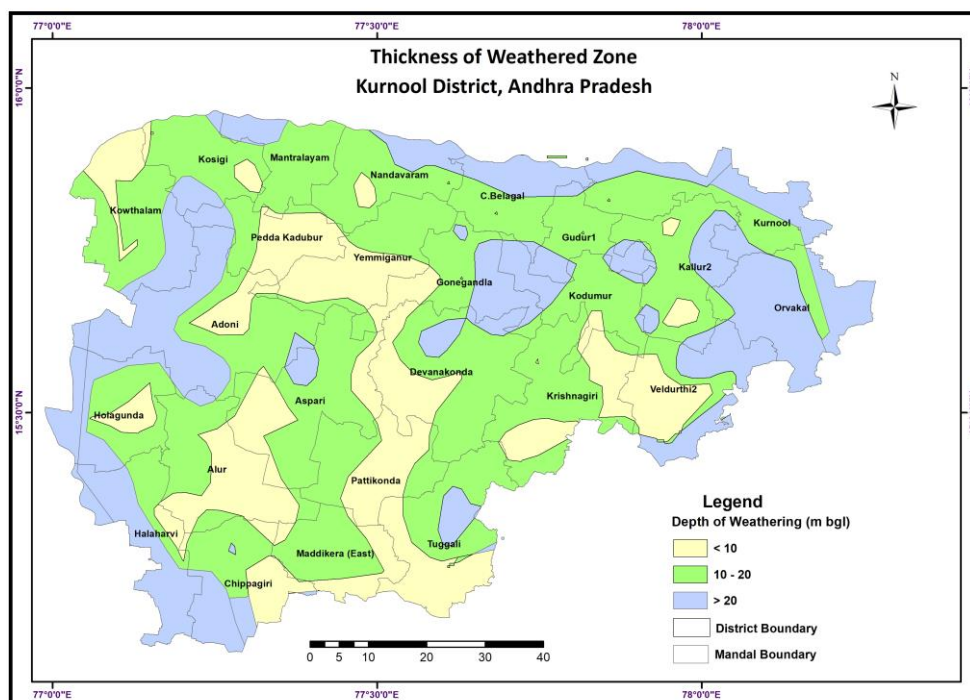 77°0'0"E 77°30'0"E 78°0'0"E
Thickness of Weathered Zone
Kurnool District, Andhra Pradesh
N
16°0'0"N
Kosigi
Mantralayam
Nandavaram
C.Belagal
Kowthalam
Kurnool
Pedda Kadubur
Gudur1
Yemmiganur
Kallur2
Gonegandla
Kodumur
Orvakal
Adoni
Devanakonda
Veldurthi2
Krishnagiri
Aspari
Holagunda
15°30'0"N
Alur
Pattikonda
Halaharvi
Tuggali
Maddikera (East)
Chippagiri
Legend
Depth of Weathering (m bgl)
< 10
10 - 20
> 20
District Boundary
Mandal Boundary
0 5 10 20 30 40
77°0'0"E 77°30'0"E 78°0'0"E